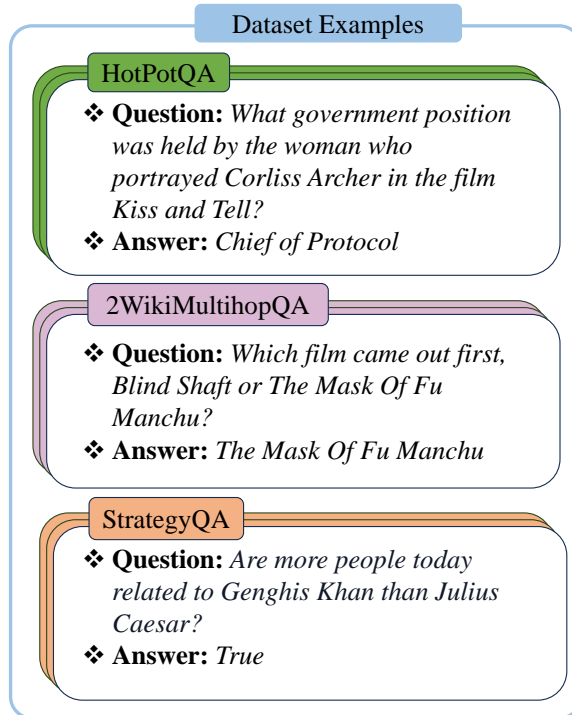 Dataset Examples
HotPotQA
❖ Question: What government position
was held by the woman who
portrayed Corliss Archer in the film
Kiss and Tell?
❖ Answer: Chief of Protocol
2WikiMultihopQA
❖ Question: Which film came out first,
Blind Shaft or The Mask Of Fu
Manchu?
❖ Answer: The Mask Of Fu Manchu
StrategyQA
❖ Question: Are more people today
related to Genghis Khan than Julius
Caesar?
❖ Answer: True